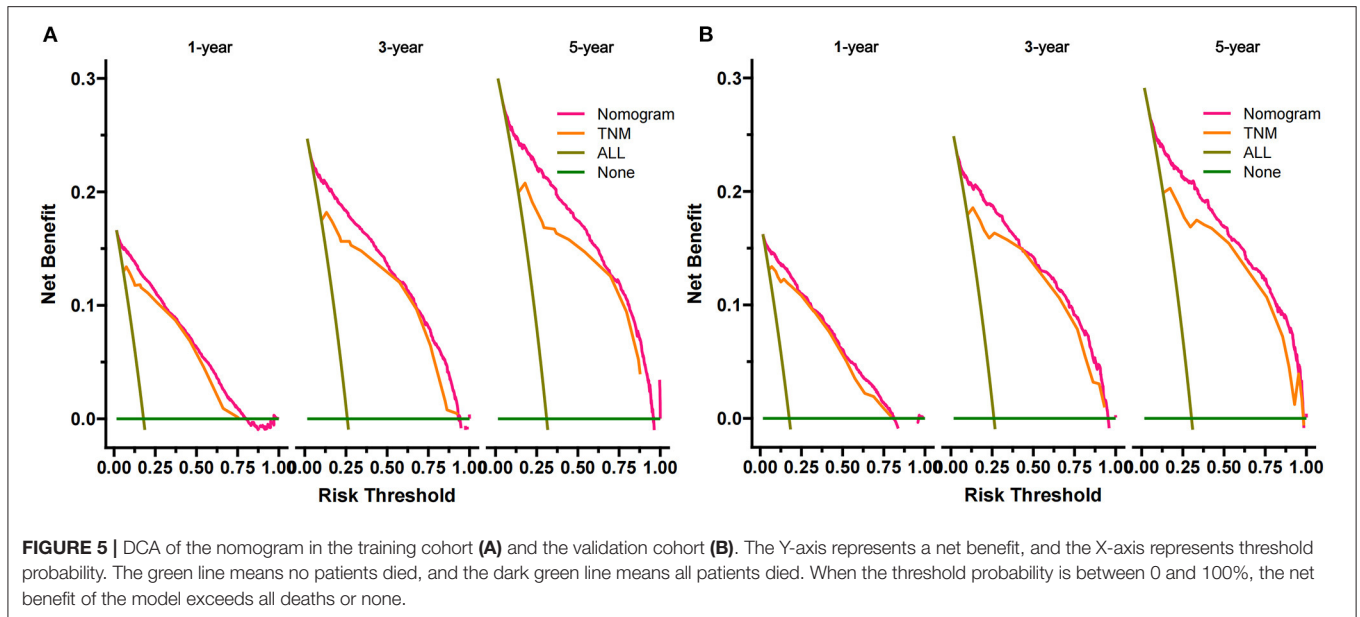 A
B
1-year
3-year
5-year
1-year
3-year
5-year
0.3
0.2
0.1
0.0
Net Benefit
Nomogram
TNM
ALL
None
0.3
0.2
0.1
0.0
Net Benefit
Nomogram
TNM
ALL
None
0.00 0.25 0.50 0.75 1.00
0.00 0.25 0.50 0.75 1.00
0.00 0.25 0.50 0.75 1.00
0.00 0.25 0.50 0.75 1.00
0.00 0.25 0.50 0.75 1.00
0.00 0.25 0.50 0.75 1.00
Risk Threshold
Risk Threshold
FIGURE 5 | DCA of the nomogram in the training cohort (A) and the validation cohort (B). The Y-axis represents a net benefit, and the X-axis represents threshold
probability. The green line means no patients died, and the dark green line means all patients died. When the threshold probability is between 0 and 100%, the net
benefit of the model exceeds all deaths or none.